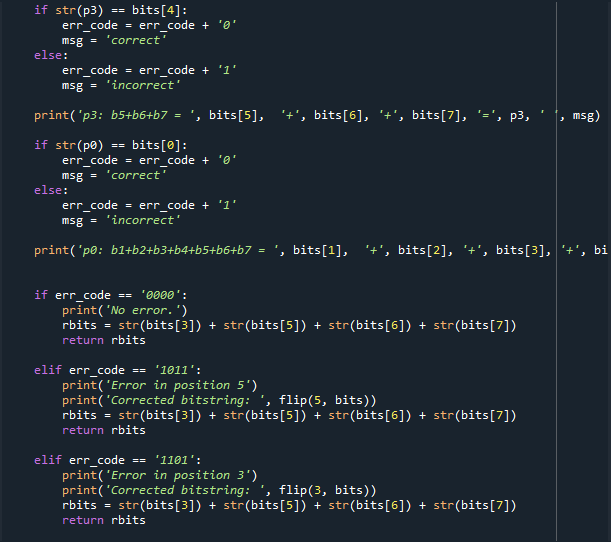 if str(p3) == bits[4]:
err_code = err_code + '0'
msg = 'correct'
else:
err_code = err_code + '1'
msg = 'incorrect'
print('p3: b5+b6+b7 = ', bits[5],  '+', bits[6], '+', bits[7], '=', p3, ' ', msg)
if str(p0) == bits[0]:
err_code = err_code + '0'
msg = 'correct'
else:
err_code = err_code + '1'
msg = 'incorrect'
print('p0: b1+b2+b3+b4+b5+b6+b7 = ', bits[1],  '+', bits[2], '+', bits[3], '+', bi
if err_code == '0000':
print('No error.')
rbits = str(bits[3]) + str(bits[5]) + str(bits[6]) + str(bits[7])
return rbits
elif err_code == '1011':
print('Error in position 5')
print('Corrected bitstring: ', flip(5, bits))
rbits = str(bits[3]) + str(bits[5]) + str(bits[6]) + str(bits[7])
return rbits
elif err_code == '1101':
print('Error in position 3')
print('Corrected bitstring: ', flip(3, bits))
rbits = str(bits[3]) + str(bits[5]) + str(bits[6]) + str(bits[7])
return rbits